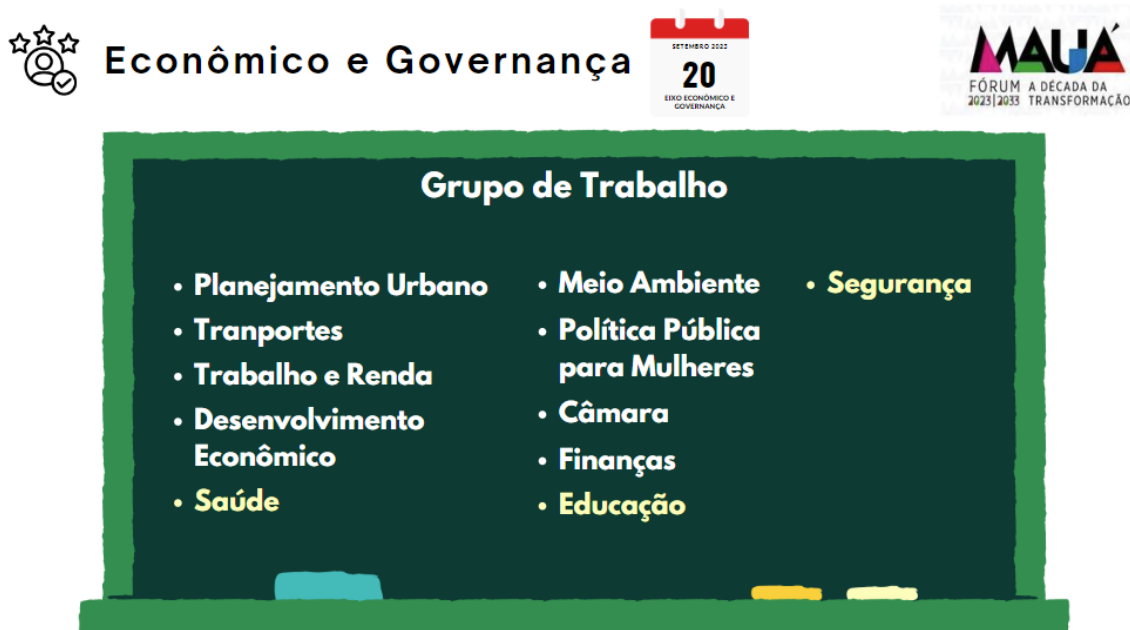 Econômico e Governança
SETEMBRO 2022
20
EIXO ECONÔMICO E
GOVERNANÇA
MAUÁ
FÓRUM A DÉCADA DA
2023|2033 TRANSFORMAÇÃO
Grupo de Trabalho
• Planejamento Urbano
• Tranportes
• Trabalho e Renda
• Desenvolvimento
Econômico
• Saúde
• Meio Ambiente
• Política Pública
para Mulheres
• Câmara
• Finanças
• Educação
• Segurança